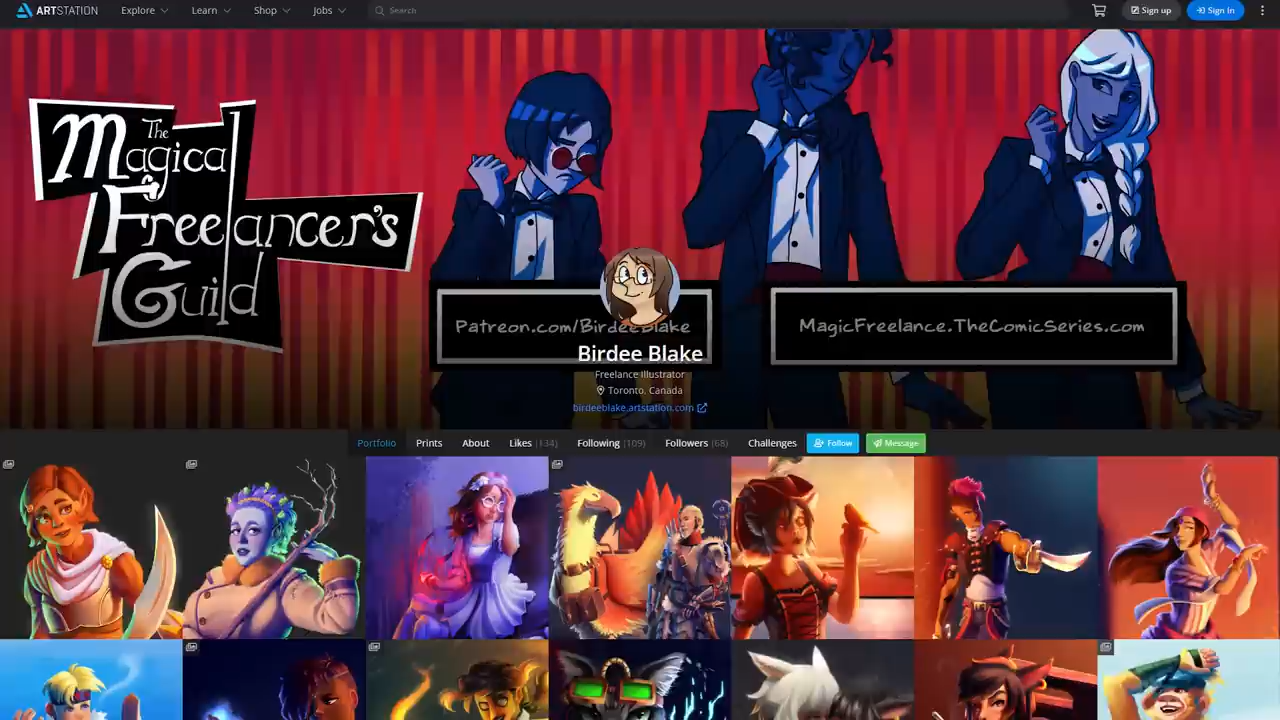 ARTSTATION Explore Learn Shop Jobs Search Sign up Sign In
The
Magical
Freelancer's
Guild
Patreon.com/BirdeeBlake
MagicFreelance.TheComicSeries.com
Birdee Blake
Freelance Illustrator
Toronto, Canada
birdeeblake.artstation.com
Portfolio Prints About Likes (134) Following (109) Followers (68) Challenges Follow Message